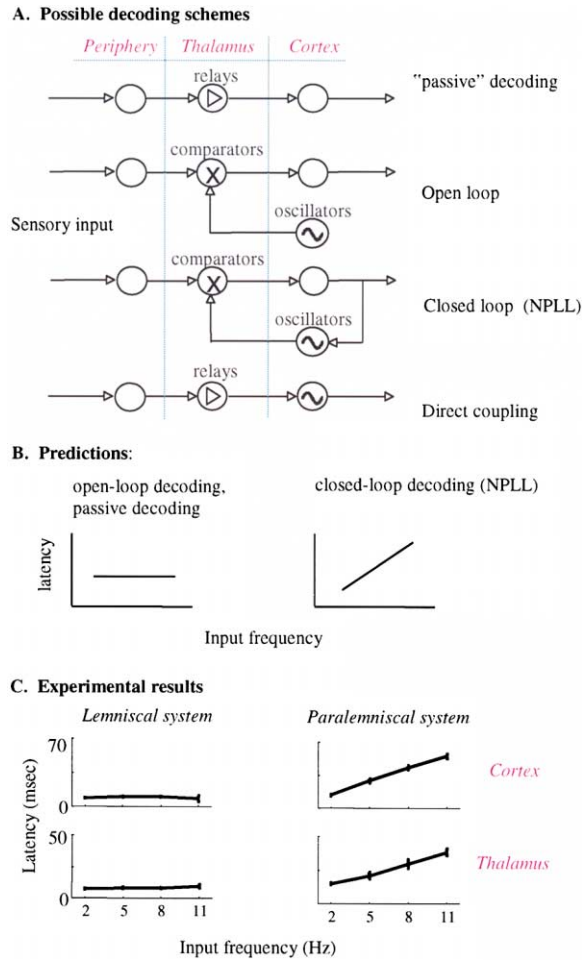 A. Possible decoding schemes
Periphery Thalamus Cortex
relays
"passive" decoding
comparators
X
Open loop
oscillators
Sensory input
comparators
X
Closed loop (NPLL)
oscillators
relays
Direct coupling
B. Predictions:
open-loop decoding,
passive decoding
closed-loop decoding (NPLL)
latency
Input frequency
C. Experimental results
Lemniscal system
Paralemniscal system
Latency (msec)
70
0
Cortex
50
0
Thalamus
2 5 8 11
2 5 8 11
Input frequency (Hz)